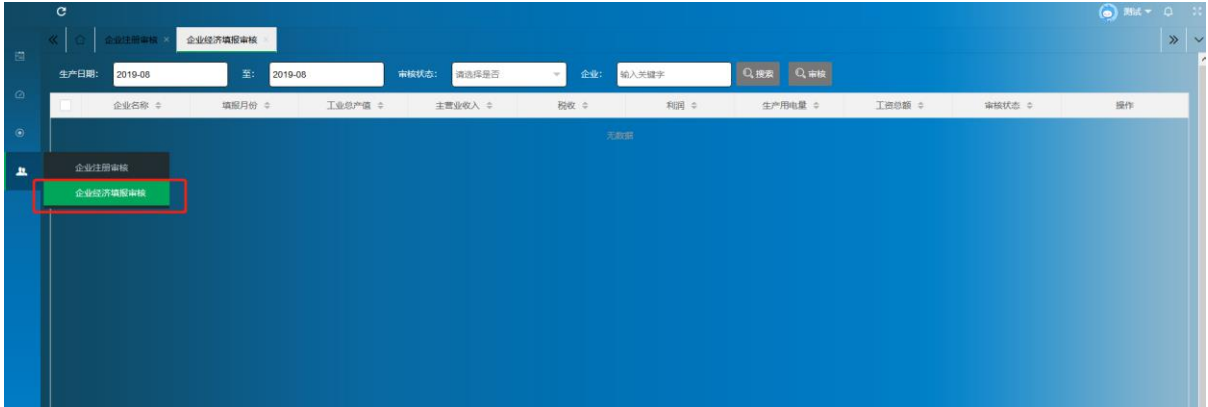 测试
企业注册审核 × 企业经济填报审核 ×
生产日期: 2019-08 至: 2019-08 审核状态: 请选择是否 企业: 输入关键字 搜索 审核
企业名称 填报月份 工业总产值 主营业收入 税收 利润 生产用电量 工资总额 审核状态 操作
无数据
企业注册审核
企业经济填报审核